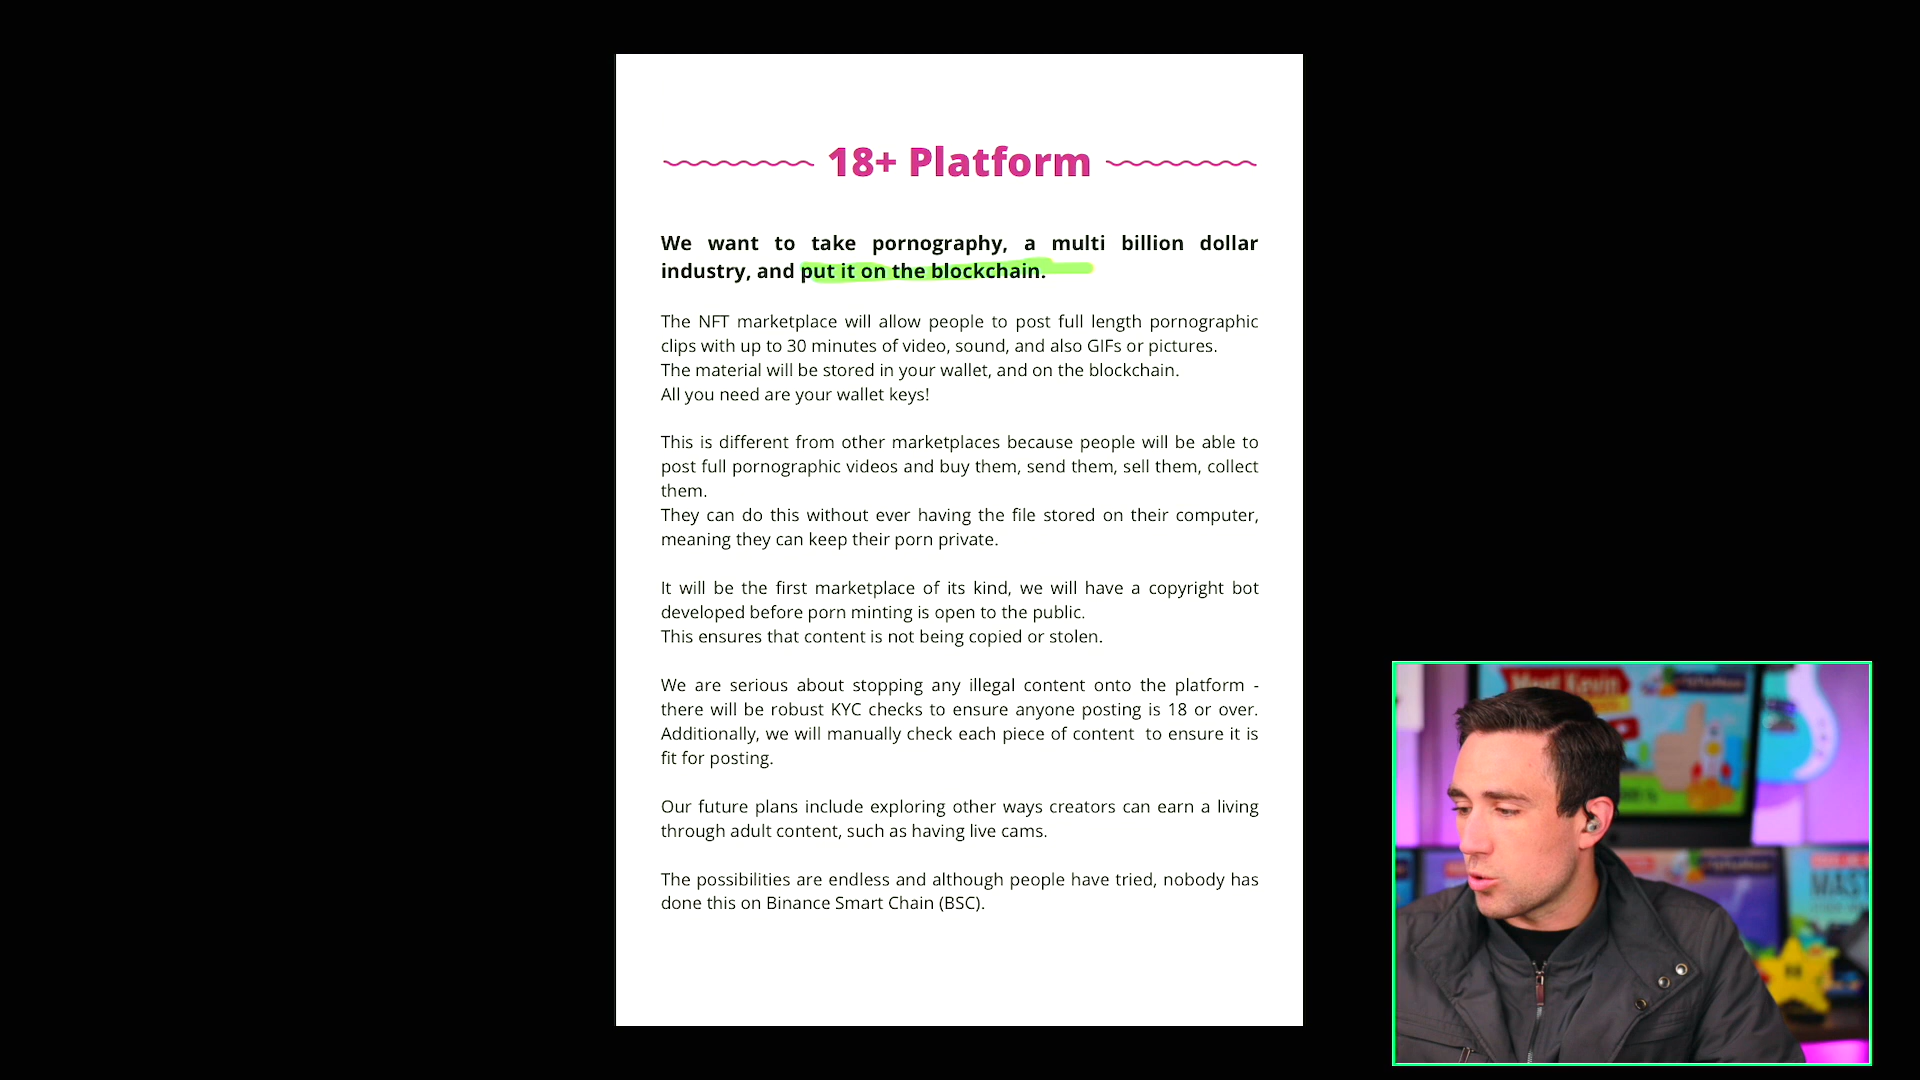 18+ Platform
We want to take pornography, a multi billion dollar
industry, and put it on the blockchain.
The NFT marketplace will allow people to post full length pornographic
clips with up to 30 minutes of video, sound, and also GIFs or pictures.
The material will be stored in your wallet, and on the blockchain.
All you need are your wallet keys!
This is different from other marketplaces because people will be able to
post full pornographic videos and buy them, send them, sell them, collect
them.
They can do this without ever having the file stored on their computer,
meaning they can keep their porn private.
It will be the first marketplace of its kind, we will have a copyright bot
developed before porn minting is open to the public.
This ensures that content is not being copied or stolen.
We are serious about stopping any illegal content onto the platform -
there will be robust KYC checks to ensure anyone posting is 18 or over.
Additionally, we will manually check each piece of content to ensure it is
fit for posting.
Our future plans include exploring other ways creators can earn a living
through adult content, such as having live cams.
The possibilities are endless and although people have tried, nobody has
done this on Binance Smart Chain (BSC).
Meet Kevin